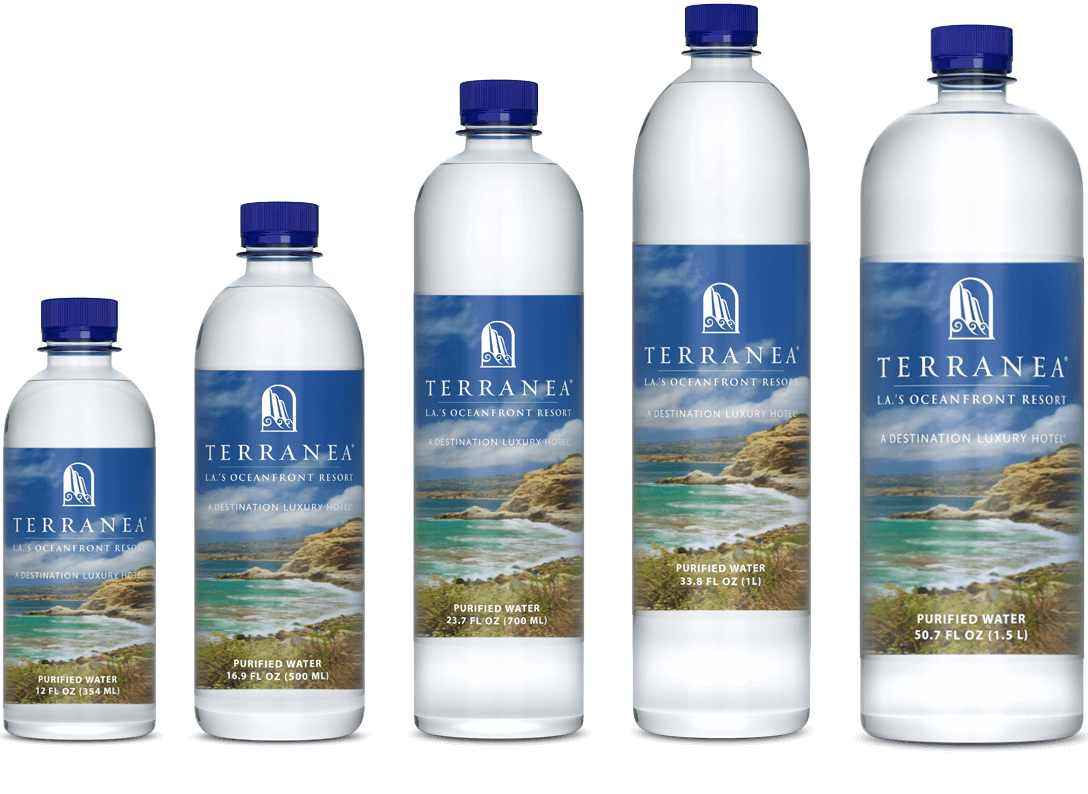 TERRANEA®
L.A.'S OCEANFRONT RESORT
A DESTINATION LUXURY HOTEL
PURIFIED WATER
12 FL OZ (354 ML)
TERRANEA®
L.A.'S OCEANFRONT RESORT
A DESTINATION LUXURY HOTEL
PURIFIED WATER
16.9 FL OZ (500 ML)
TERRANEA®
L.A.'S OCEANFRONT RESORT
A DESTINATION LUXURY HOTEL
PURIFIED WATER
23.7 FL OZ (700 ML)
TERRANEA®
L.A.'S OCEANFRONT RESORT
A DESTINATION LUXURY HOTEL
PURIFIED WATER
33.8 FL OZ (1L)
TERRANEA®
L.A.'S OCEANFRONT RESORT
A DESTINATION LUXURY HOTEL
PURIFIED WATER
50.7 FL OZ (1.5 L)